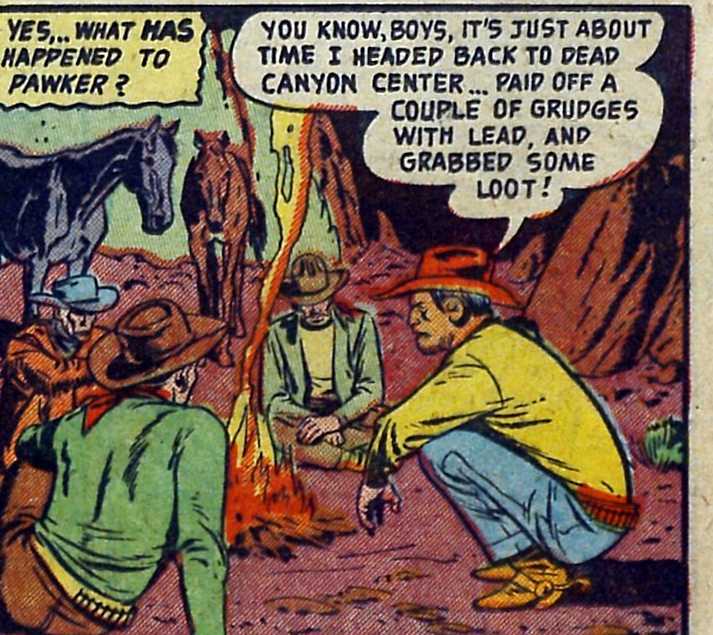 YES,.. WHAT HAS
HAPPENED TO
PAWKER?
YOU KNOW, BOYS, IT'S JUST ABOUT
TIME I HEADED BACK TO DEAD
CANYON CENTER... PAID OFF A
COUPLE OF GRUDGES
WITH LEAD, AND
GRABBED SOME
LOOT!